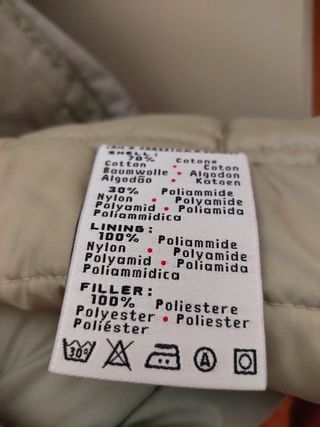 SHELL:
70% Cotone
Cotton • Coton
Baumwolle • Algodon
Algodão • Katoen
30% Poliammide
Nylon • Polyamide
Polyamid • Poliamida
Poliammidica
LINING:
100% Poliammide
Nylon • Polyamide
Polyamid • Poliamida
Poliammidica
FILLER:
100% Poliestere
Polyester • Poliester
Poliéster
30° A